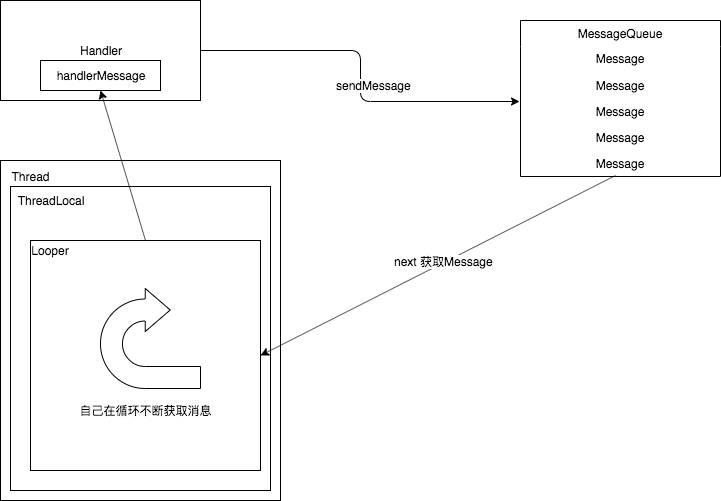 Handler
handlerMessage
sendMessage
MessageQueue
Message
Message
Message
Message
Message
Thread
ThreadLocal
Looper
next 获取Message
自己在循环不断获取消息